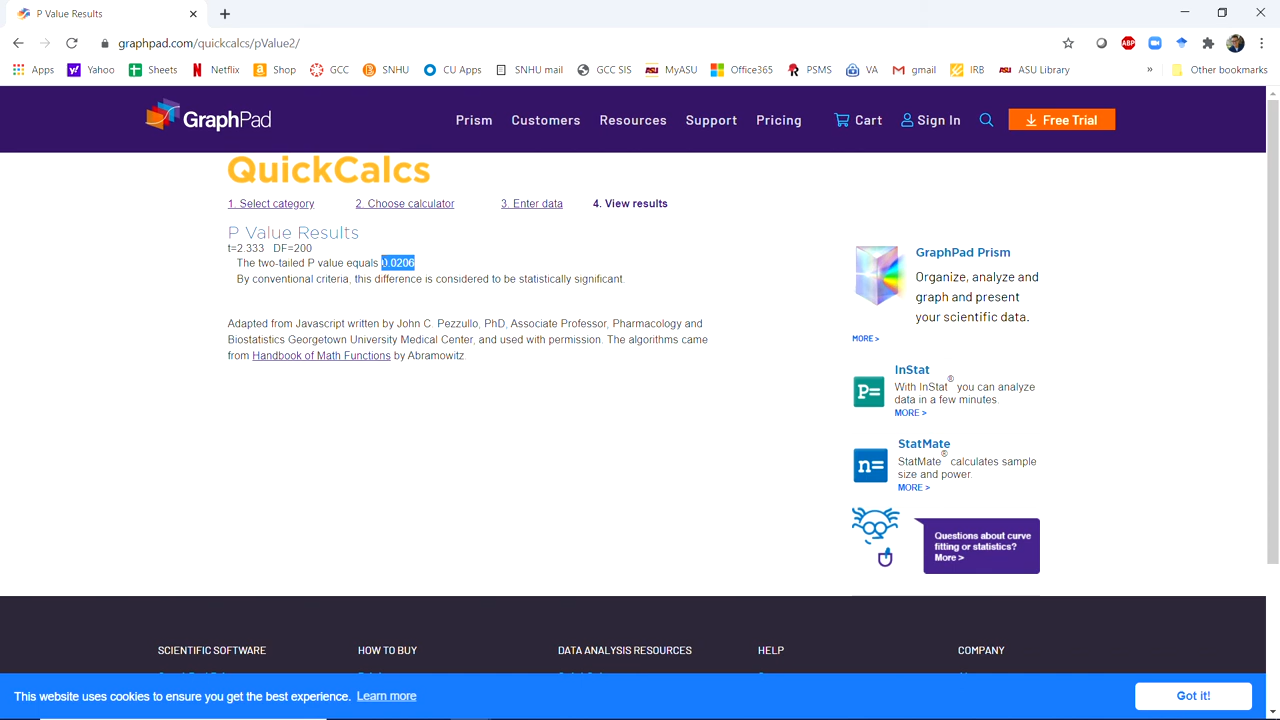 P Value Results
graphpad.com/quickcalcs/pValue2/
ABP
Apps Yahoo Sheets Netflix Shop GCC SNHU CU Apps SNHU mail GCC SIS MyASU Office365 PSMS VA gmail IRB ASU Library » Other bookmarks
GraphPad
Prism Customers Resources Support Pricing Cart Sign In Free Trial
QuickCalcs
1. Select category 2. Choose calculator 3. Enter data 4. View results
P Value Results
t=2.333 DF=200
The two-tailed P value equals 0.0206
By conventional criteria, this difference is considered to be statistically significant.
Adapted from Javascript written by John C. Pezzullo, PhD, Associate Professor, Pharmacology and
Biostatistics Georgetown University Medical Center, and used with permission. The algorithms came
from Handbook of Math Functions by Abramowitz.
GraphPad Prism
Organize, analyze and
graph and present
your scientific data.
MORE >
P=
InStat®
With InStat® you can analyze
data in a few minutes
MORE >
n=
StatMate
StatMate® calculates sample
size and power.
MORE >
Questions about curve
fitting or statistics?
More >
SCIENTIFIC SOFTWARE HOW TO BUY DATA ANALYSIS RESOURCES HELP COMPANY
This website uses cookies to ensure you get the best experience. Learn more
Got it!